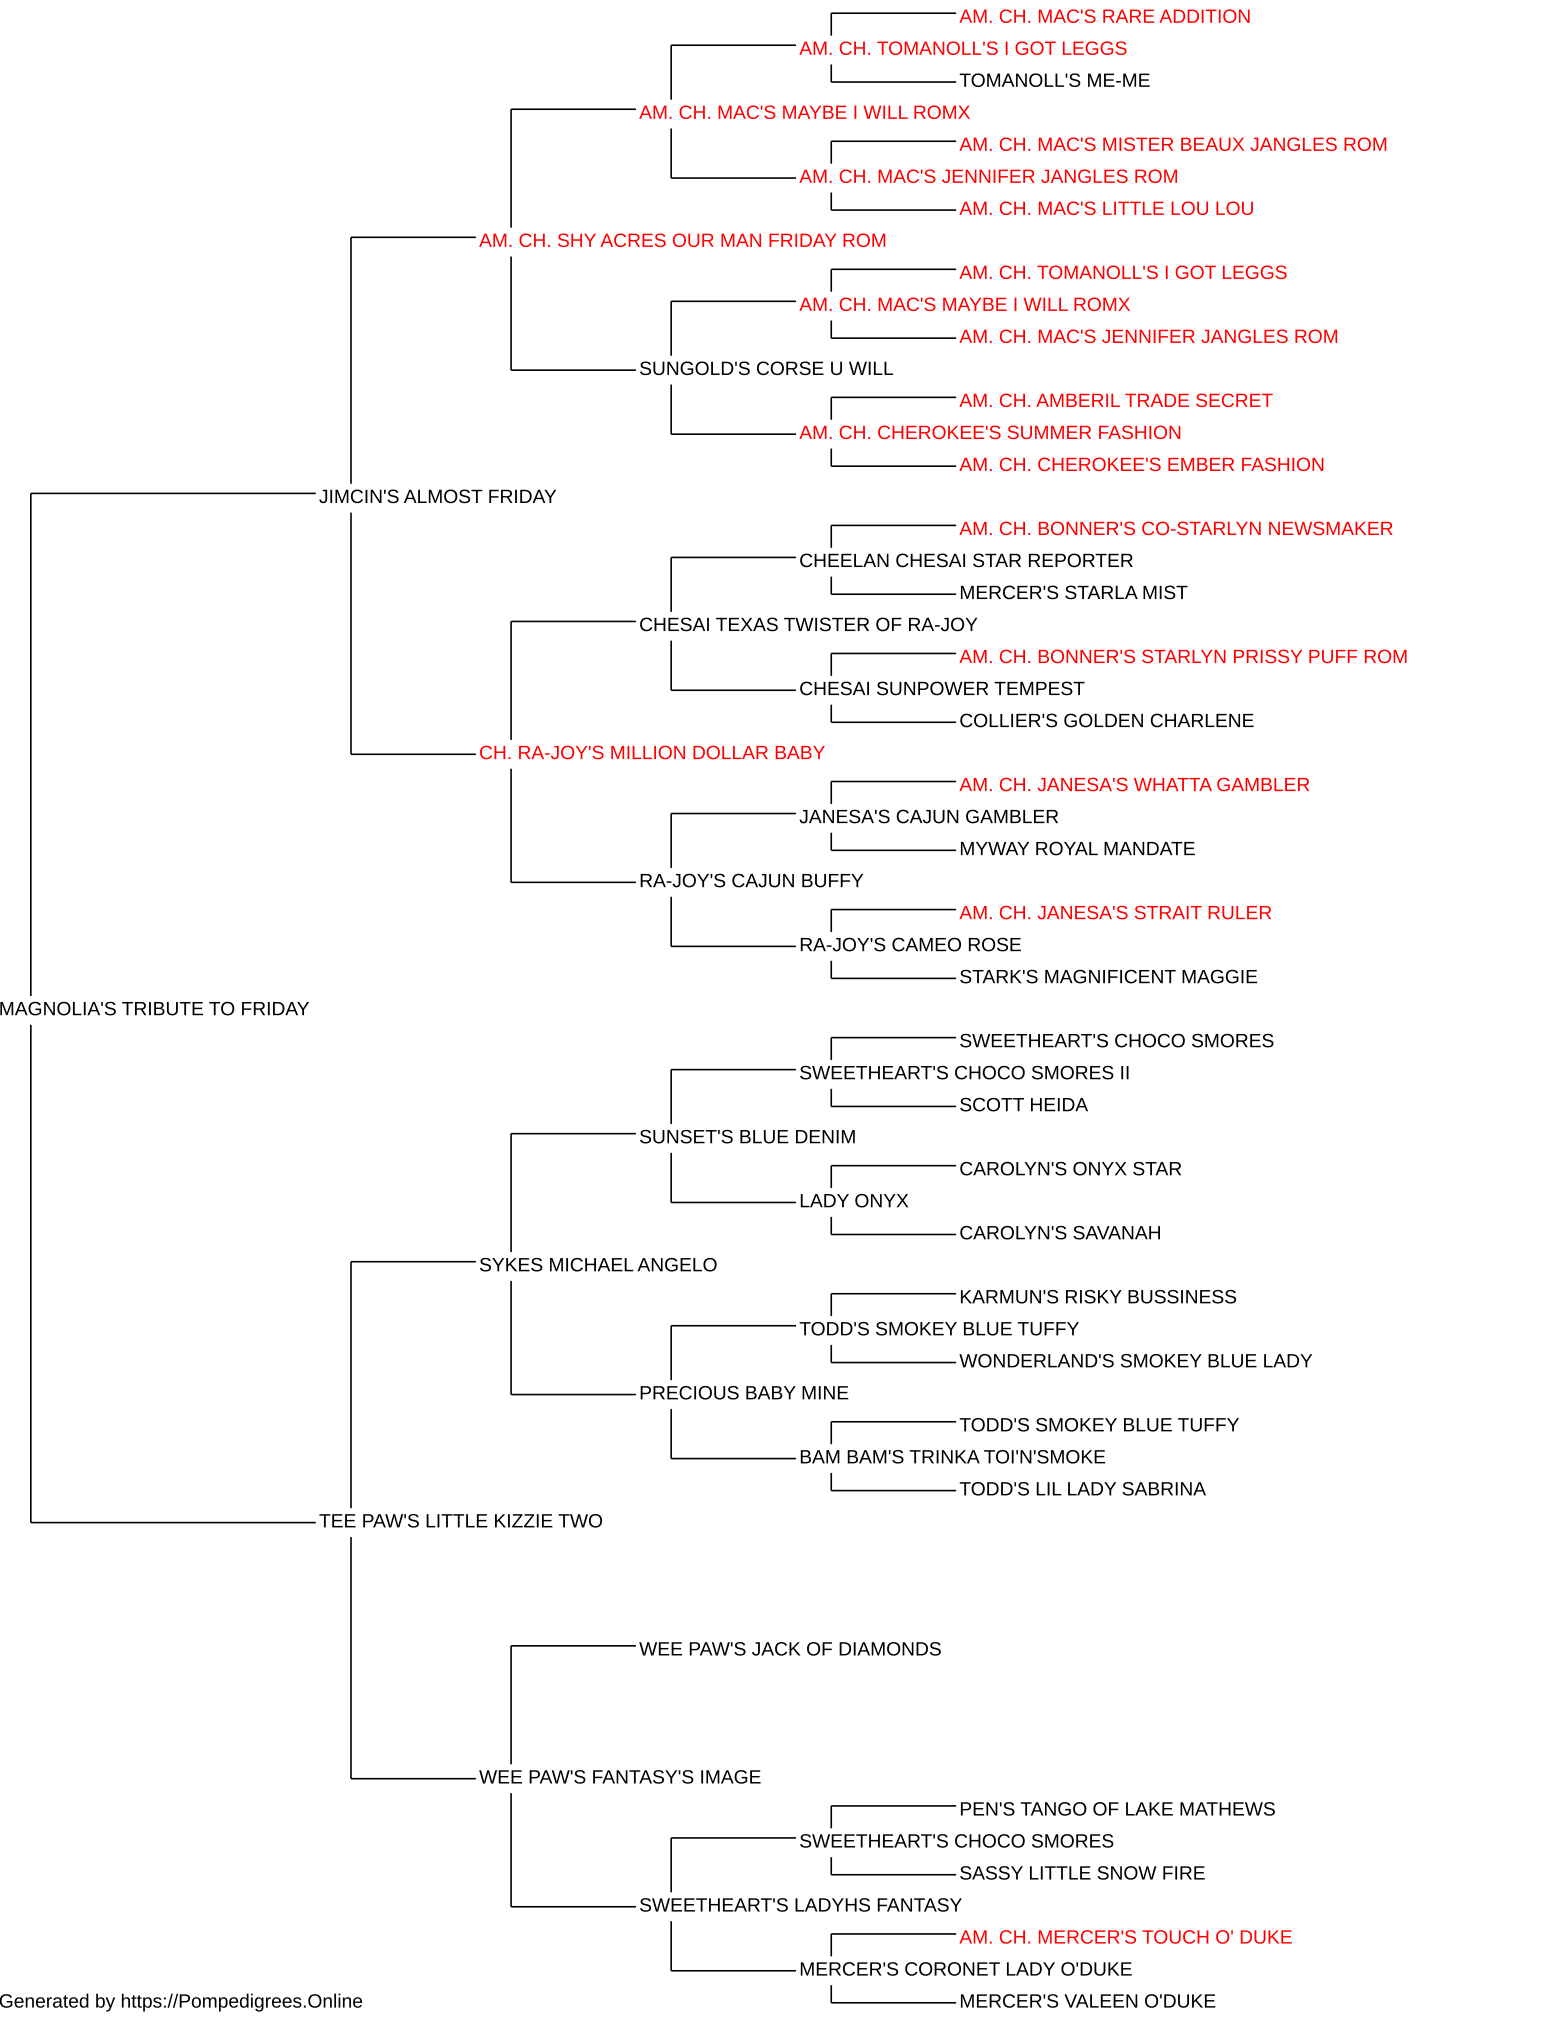 AM. CH. MAC'S RARE ADDITION
AM. CH. TOMANOLL'S I GOT LEGGS
TOMANOLL'S ME-ME
AM. CH. MAC'S MAYBE I WILL ROMX
AM. CH. MAC'S MISTER BEAUX JANGLES ROM
AM. CH. MAC'S JENNIFER JANGLES ROM
AM. CH. MAC'S LITTLE LOU LOU
AM. CH. SHY ACRES OUR MAN FRIDAY ROM
AM. CH. TOMANOLL'S I GOT LEGGS
AM. CH. MAC'S MAYBE I WILL ROMX
AM. CH. MAC'S JENNIFER JANGLES ROM
SUNGOLD'S CORSE U WILL
AM. CH. AMBERIL TRADE SECRET
AM. CH. CHEROKEE'S SUMMER FASHION
AM. CH. CHEROKEE'S EMBER FASHION
JIMCIN'S ALMOST FRIDAY
AM. CH. BONNER'S CO-STARLYN NEWSMAKER
CHEELAN CHESAI STAR REPORTER
MERCER'S STARLA MIST
CHESAI TEXAS TWISTER OF RA-JOY
AM. CH. BONNER'S STARLYN PRISSY PUFF ROM
CHESAI SUNPOWER TEMPEST
COLLIER'S GOLDEN CHARLENE
CH. RA-JOY'S MILLION DOLLAR BABY
AM. CH. JANESA'S WHATTA GAMBLER
JANESA'S CAJUN GAMBLER
MYWAY ROYAL MANDATE
RA-JOY'S CAJUN BUFFY
AM. CH. JANESA'S STRAIT RULER
RA-JOY'S CAMEO ROSE
STARK'S MAGNIFICENT MAGGIE
MAGNOLIA'S TRIBUTE TO FRIDAY
SWEETHEART'S CHOCO SMORES
SWEETHEART'S CHOCO SMORES II
SCOTT HEIDA
SUNSET'S BLUE DENIM
CAROLYN'S ONYX STAR
LADY ONYX
CAROLYN'S SAVANAH
SYKES MICHAEL ANGELO
KARMUN'S RISKY BUSSINESS
TODD'S SMOKEY BLUE TUFFY
WONDERLAND'S SMOKEY BLUE LADY
PRECIOUS BABY MINE
TODD'S SMOKEY BLUE TUFFY
BAM BAM'S TRINKA TOI'N'SMOKE
TODD'S LIL LADY SABRINA
TEE PAW'S LITTLE KIZZIE TWO
WEE PAW'S JACK OF DIAMONDS
WEE PAW'S FANTASY'S IMAGE
PEN'S TANGO OF LAKE MATHEWS
SWEETHEART'S CHOCO SMORES
SASSY LITTLE SNOW FIRE
SWEETHEART'S LADYHS FANTASY
AM. CH. MERCER'S TOUCH O' DUKE
MERCER'S CORONET LADY O'DUKE
MERCER'S VALEEN O'DUKE
Generated by https://Pompedigrees.Online